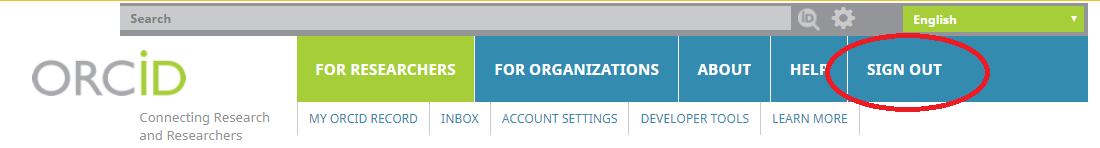 Search
English
ORCID
Connecting Research
and Researchers
FOR RESEARCHERS
FOR ORGANIZATIONS
ABOUT
HELP
SIGN OUT
MY ORCID RECORD
INBOX
ACCOUNT SETTINGS
DEVELOPER TOOLS
LEARN MORE